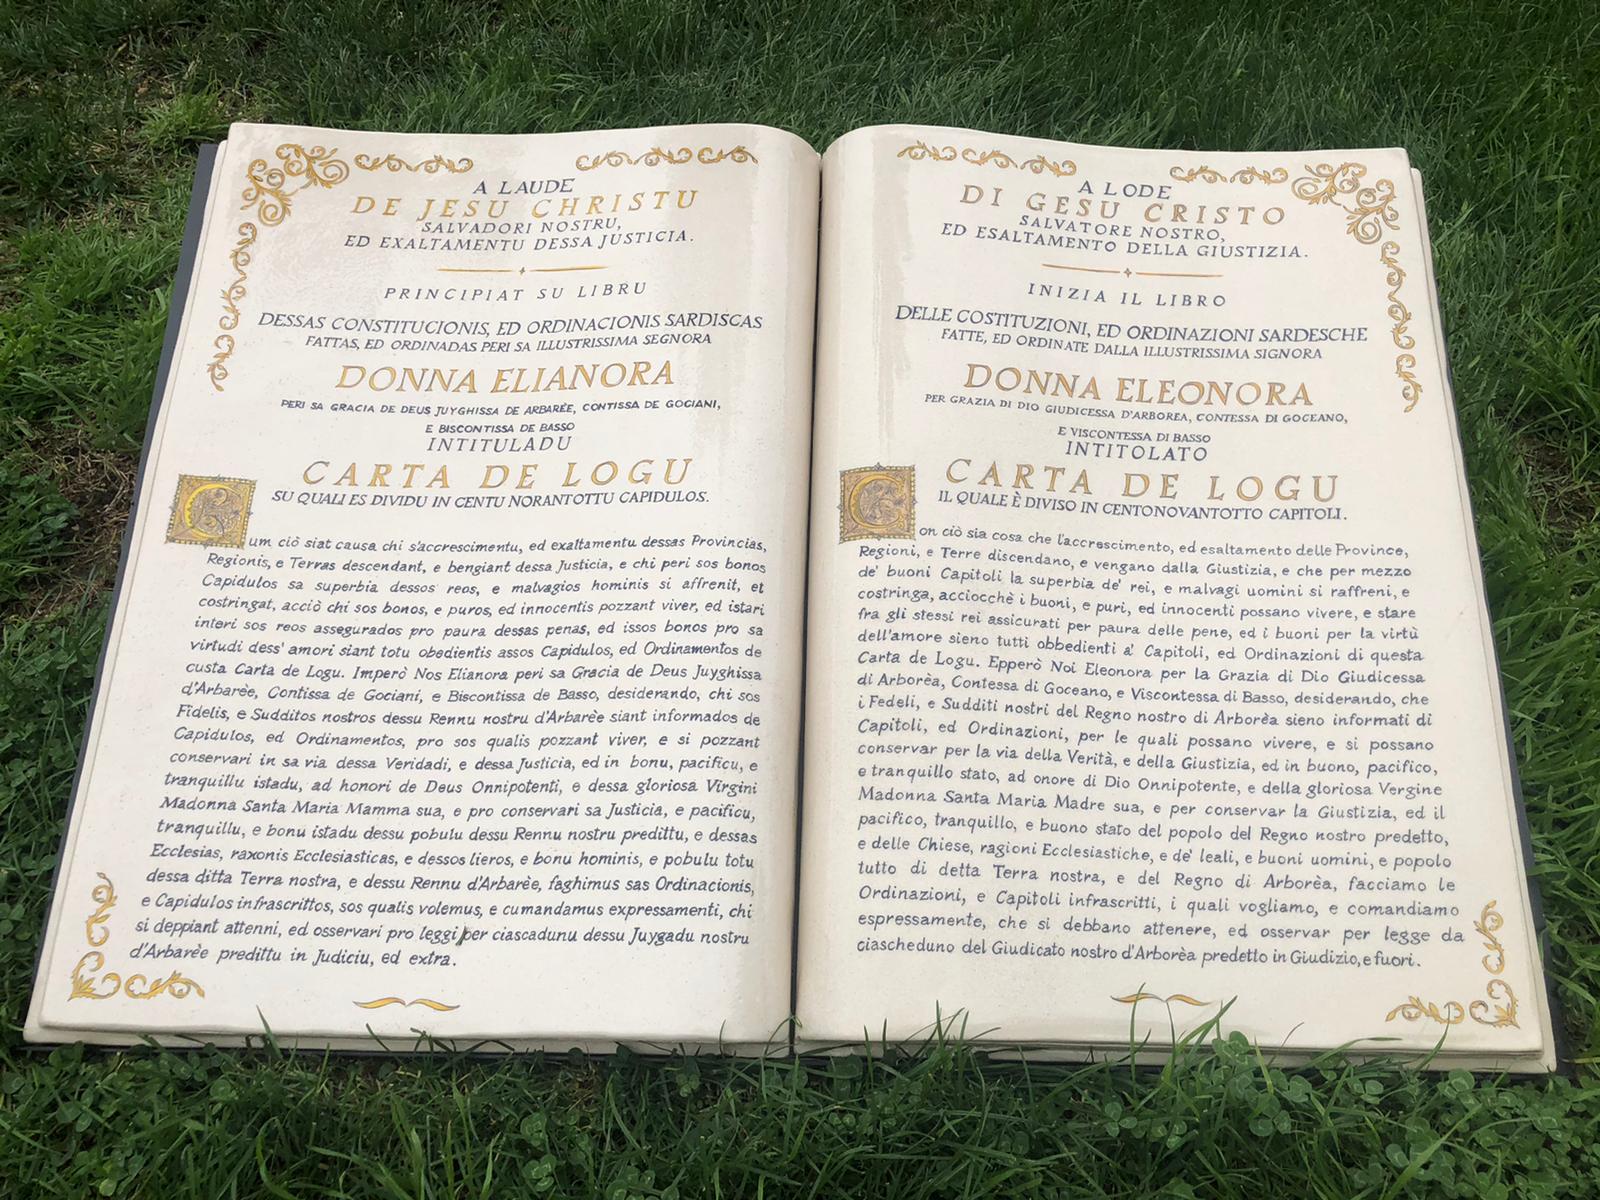 A LAUDE
DE JESU CHRISTU
SALVADORI NOSTRU,
ED EXALTAMENTU DESSA JUSTICIA.
PRINCIPIAT SU LIBRU
DESSAS CONSTITUCIONIS, ED ORDINACIONIS SARDISCAS
FATTAS, ED ORDINADAS PERI SA ILLUSTRISSIMA SEGNORA
DONNA ELIANORA
PERI SA GRACIA DE DEUS JUYGHISSA DE ARBARÈE, CONTISSA DE GOCIANI,
E BISCONTISSA DE BASSO
INTITULADU
CARTA DE LOGU
SU QUALI ES DIVIDU IN CENTU NORANTOTTU CAPIDULOS.
Cum ciò siat causa chi s'accrescimentu, ed exaltamentu dessas Provincias,
Regionis, e Terras descendant, e bengiant dessa Justicia, e chi peri sos bonos
Capidulos sa superbia dessos reos, e malvagios hominis si affrenit, et
costringat, acciò chi sos bonos, e puros, ed innocentis pozzant viver, ed istari
interi sos reos assegurados pro paura dessas penas, ed issos bonos pro sa
virtudi dess' amori siant totu obedientis assos Capidulos, ed Ordinamentos de
custa Carta de Logu. Imperò Nos Elianora peri sa Gracia de Deus Juyghissa
d'Arbarèe, Contissa de Gociani, e Biscontissa de Basso, desiderando, chi sos
Fidelis, e Sudditos nostros dessu Rennu nostru d'Arbarèe siant informados de
Capidulos, ed Ordinamentos, pro sos qualis pozzant viver, e si pozzant
conservari in sa via dessa Veridadi, e dessa Justicia, ed in bonu, pacificu, e
tranquillu istadu, ad honori de Deus Onnipotenti, e dessa gloriosa Virgini
Madonna Santa Maria Mamma sua, e pro conservari sa Justicia, e pacificu,
tranquillu, e bonu istadu dessu pobulu dessu Rennu nostru predittu, e dessas
Ecclesias, raxonis Ecclesiasticas, e dessos lieros, e bonu hominis, e pobulu totu
dessa ditta Terra nostra, e dessu Rennu d'Arbarèe, faghimus sas Ordinacionis,
e Capidulos infrascrittos, sos qualis volemus, e cumandamus expressamenti, chi
si deppiant attenni, ed osservari pro leggi per ciascadunu dessu Juygadu nostru
d'Arbarèe predittu in Judiciu, ed extra.
A LODE
DI GESU CRISTO
SALVATORE NOSTRO,
ED ESALTAMENTO DELLA GIUSTIZIA.
INIZIA IL LIBRO
DELLE COSTITUZIONI, ED ORDINAZIONI SARDESCHE
FATTE, ED ORDINATE DALLA ILLUSTRISSIMA SIGNORA
DONNA ELEONORA
PER GRAZIA DI DIO GIUDICESSA D'ARBOREA, CONTESSA DI GOCEANO,
E VISCONTESSA DI BASSO
INTITOLATO
CARTA DE LOGU
IL QUALE È DIVISO IN CENTONOVANTOTTO CAPITOLI.
Con ciò sia cosa che l'accrescimento, ed esaltamento delle Province,
Regioni, e Terre discendano, e vengano dalla Giustizia, e che per mezzo
de' buoni Capitoli la superbia de' rei, e malvagi uomini si raffreni, e
costringa, acciocchè i buoni, e puri, ed innocenti possano vivere, e stare
fra gli stessi rei assicurati per paura delle pene, ed i buoni per la virtù
dell'amore sieno tutti obbedienti a' Capitoli, ed Ordinazioni di questa
Carta de Logu. Epperò Noi Eleonora per la Grazia di Dio Giudicessa
di Arborèa, Contessa di Goceano, e Viscontessa di Basso, desiderando, che
i Fedeli, e Sudditi nostri del Regno nostro di Arborèa sieno informati di
Capitoli, ed Ordinazioni, per le quali possano vivere, e si possano
conservar per la via della Verità, e della Giustizia, ed in buono, pacifico,
e tranquillo stato, ad onore di Dio Onnipotente, e della gloriosa Vergine
Madonna Santa Maria Madre sua, e per conservar la Giustizia, ed il
pacifico, tranquillo, e buono stato del popolo del Regno nostro predetto,
e delle Chiese, ragioni Ecclesiastiche, e de' leali, e buoni uomini, e popolo
tutto di detta Terra nostra, e del Regno di Arborèa, facciamo le
Ordinazioni, e Capitoli infrascritti, i quali vogliamo, e comandiamo
espressamente, che si debbano attenere, ed osservar per legge da
ciascheduno del Giudicato nostro d'Arborèa predetto in Giudizio, e fuori.